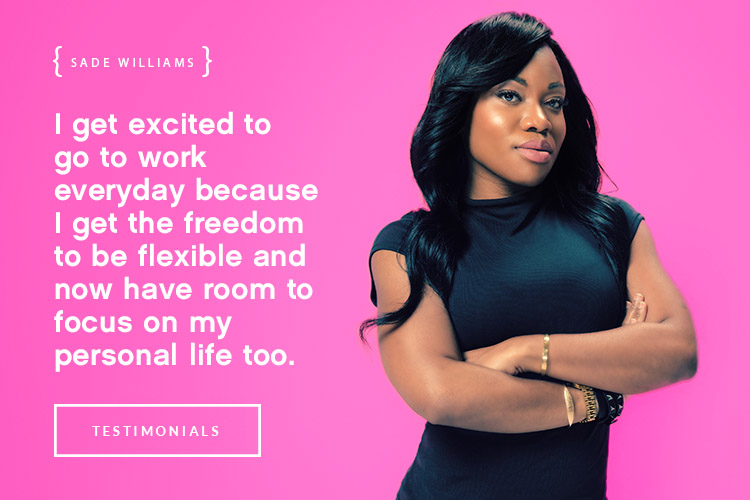 { SADE WILLIAMS }
I get excited to
go to work
everyday because
I get the freedom
to be flexible and
now have room to
focus on my
personal life too.
TESTIMONIALS